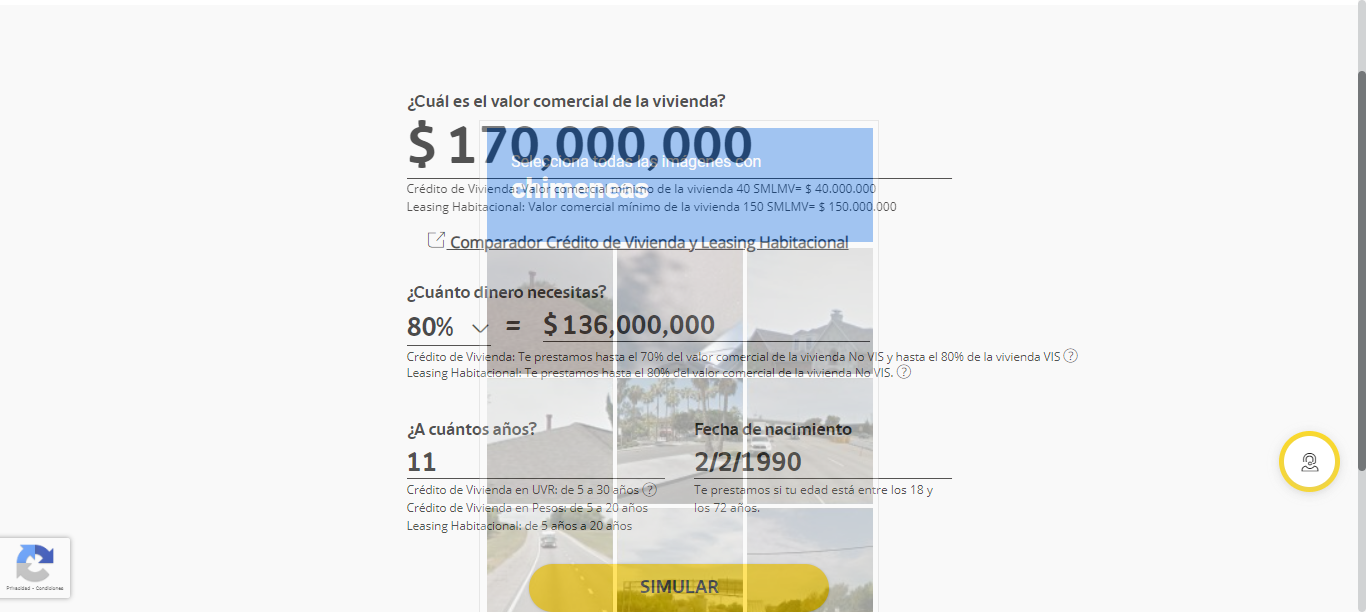 ¿Cuál es el valor comercial de la vivienda?
$ 170,000,000
Selecciona todas las imágenes con
chimeneas
Crédito de Vivienda: Valor comercial mínimo de la vivienda 40 SMLMV= $ 40.000.000
Leasing Habitacional: Valor comercial mínimo de la vivienda 150 SMLMV= $ 150.000.000
Comparador Crédito de Vivienda y Leasing Habitacional
¿Cuánto dinero necesitas?
80% = $ 136,000,000
Crédito de Vivienda: Te prestamos hasta el 70% del valor comercial de la vivienda No VIS y hasta el 80% de la vivienda VIS ?
Leasing Habitacional: Te prestamos hasta el 80% del valor comercial de la vivienda No VIS. ?
¿A cuántos años?
11
Crédito de Vivienda en UVR: de 5 a 30 años ?
Crédito de Vivienda en Pesos: de 5 a 20 años
Leasing Habitacional: de 5 años a 20 años
Fecha de nacimiento
2/2/1990
Te prestamos si tu edad está entre los 18 y
los 72 años.
SIMULAR
Privacidad - Condiciones